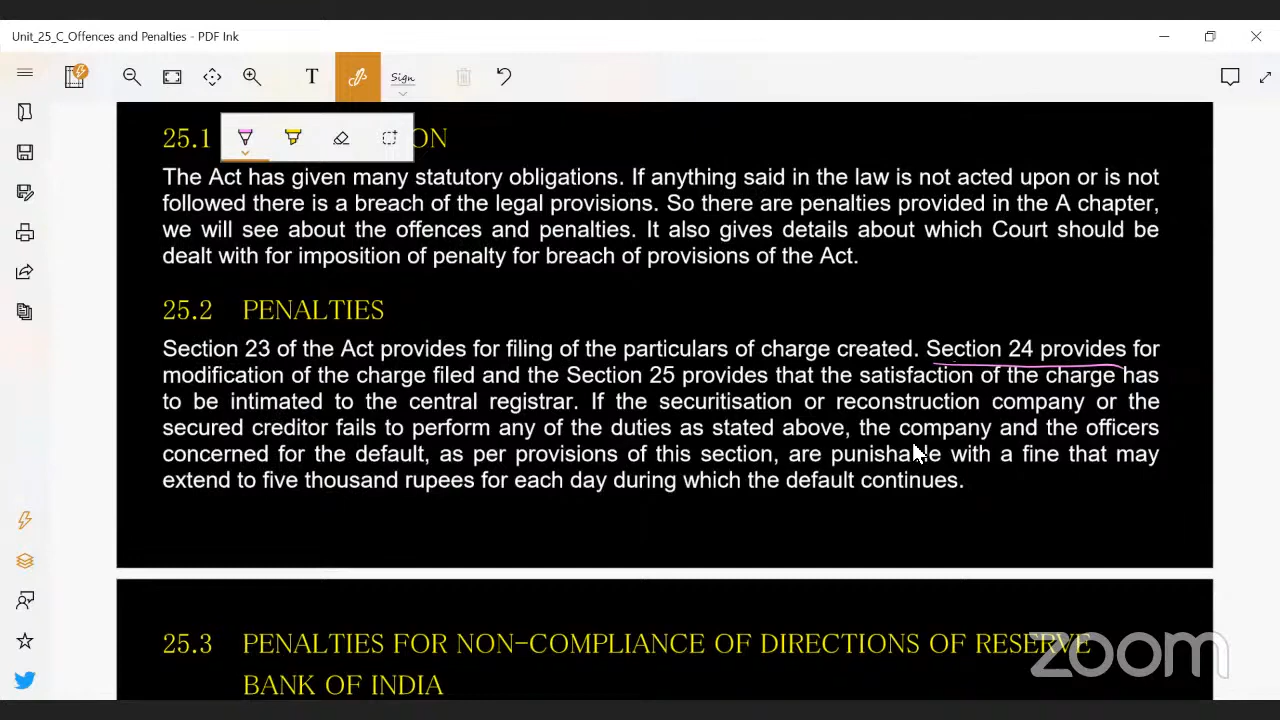 Unit_25_C_Offences and Penalties - PDF Ink
T
Sign
25.1 ON
The Act has given many statutory obligations. If anything said in the law is not acted upon or is not
followed there is a breach of the legal provisions. So there are penalties provided in the A chapter,
we will see about the offences and penalties. It also gives details about which Court should be
dealt with for imposition of penalty for breach of provisions of the Act.
25.2 PENALTIES
Section 23 of the Act provides for filing of the particulars of charge created. Section 24 provides for
modification of the charge filed and the Section 25 provides that the satisfaction of the charge has
to be intimated to the central registrar. If the securitisation or reconstruction company or the
secured creditor fails to perform any of the duties as stated above, the company and the officers
concerned for the default, as per provisions of this section, are punishable with a fine that may
extend to five thousand rupees for each day during which the default continues.
25.3 PENALTIES FOR NON-COMPLIANCE OF DIRECTIONS OF RESERVE
BANK OF INDIA
zoom